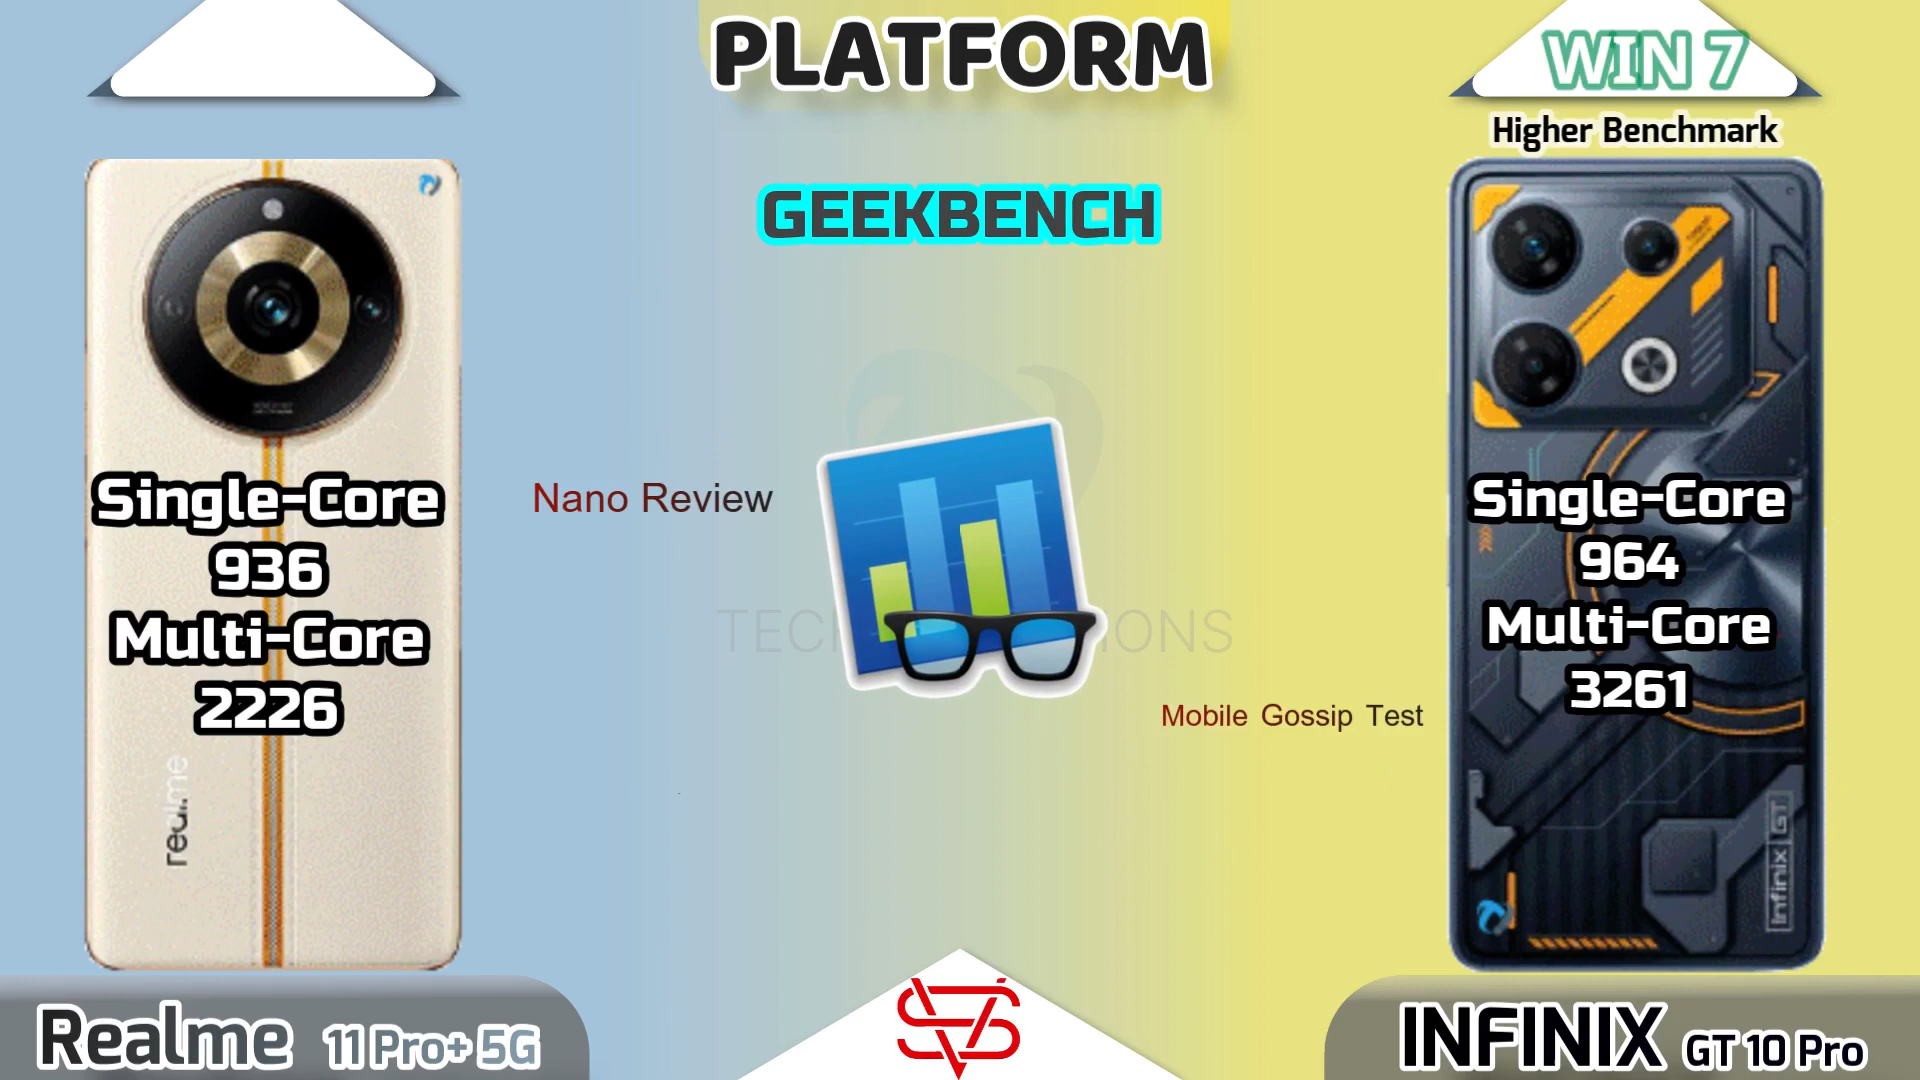 PLATFORM
WIN 7
Higher Benchmark
GEEKBENCH
Single-Core
936
Multi-Core
2226
Nano Review
Single-Core
964
Multi-Core
3261
Mobile Gossip Test
realme
Infinix GT
VS
Realme 11 Pro+ 5G
INFINIX GT 10 Pro